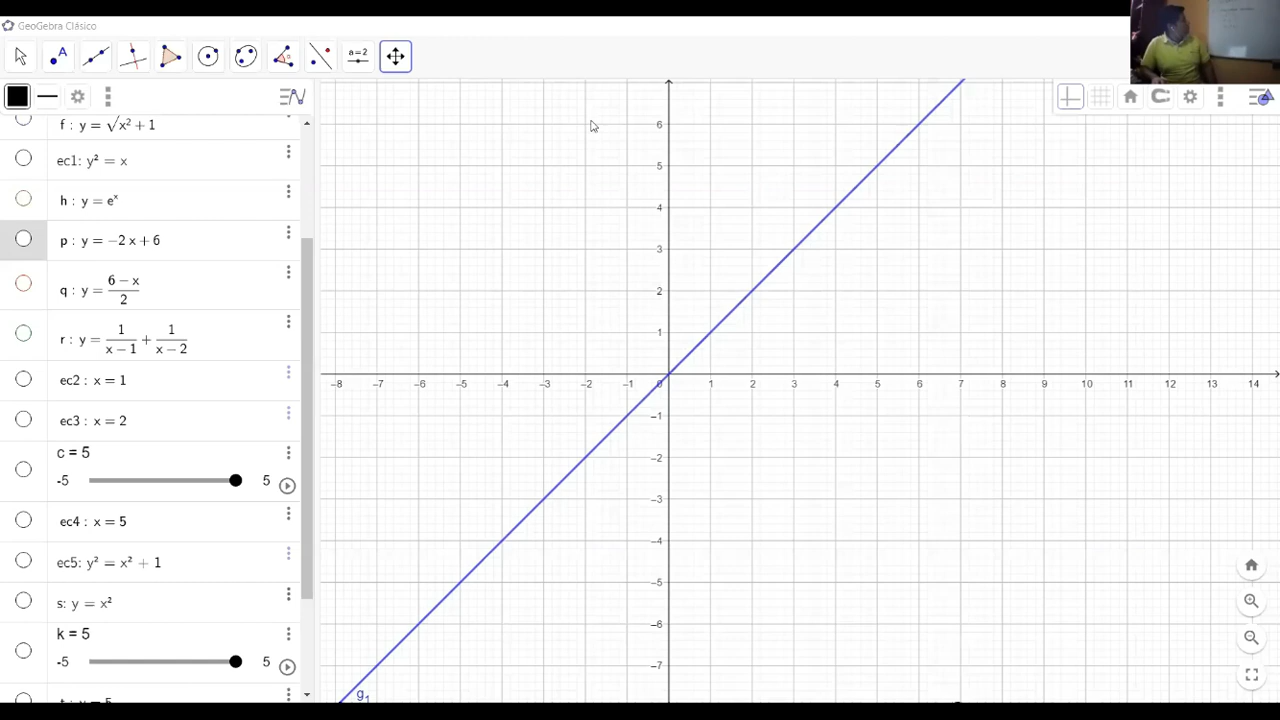 GeoGebra Clásico
A
a=2
f : y = √x² + 1
ec1: y² = x
h : y = eˣ
p : y = −2 x + 6
q : y = (6 − x)/2
r : y = 1/(x − 1) + 1/(x − 2)
ec2 : x = 1
ec3 : x = 2
c = 5
-5 5
ec4 : x = 5
ec5: y² = x² + 1
s: y = x²
k = 5
-5 5
6
5
4
3
2
1
−8 −7 −6 −5 −4 −3 −2 −1 0 1 2 3 4 5 6 7 8 9 10 11 12 13 14
−1
−2
−3
−4
−5
−6
−7
g₁